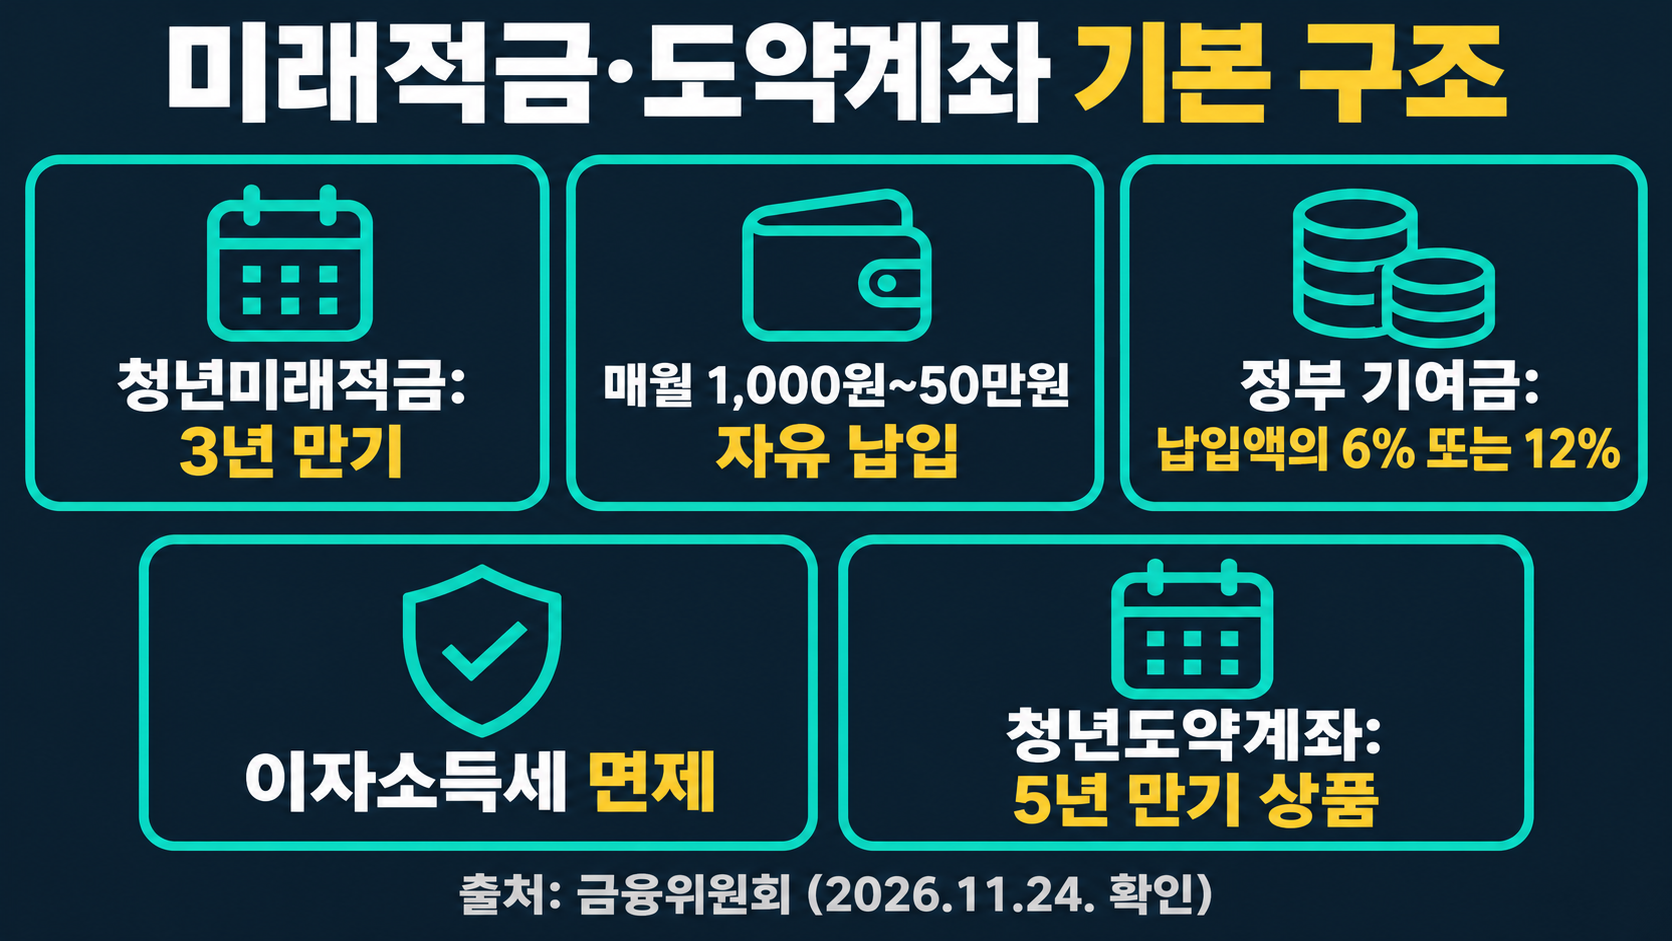 미래적금·도약계좌 기본 구조
청년미래적금:
3년 만기
매월 1,000원~50만원
자유 납입
정부 기여금:
납입액의 6% 또는 12%
이자소득세 면제
청년도약계좌:
5년 만기 상품
출처: 금융위원회 (2026.11.24. 확인)